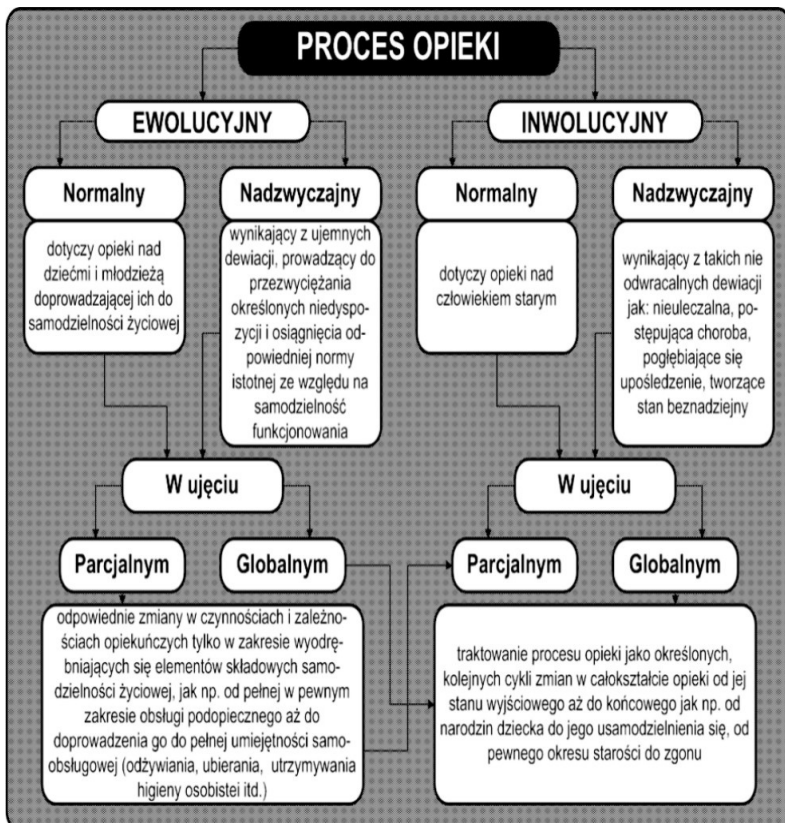 PROCES OPIEKI
EWOLUCYJNY
INWOLUCYJNY
Normalny
dotyczy opieki nad
dziećmi i młodzieżą
doprowadzającej ich do
samodzielności życiowej
Nadzwyczajny
wynikający z ujemnych
dewiacji, prowadzący do
przezwyciężania
określonych niedyspo-
zycji i osiągnięcia od-
powiedniej normy
istotnej ze względu na
samodzielność
funkcjonowania
Normalny
dotyczy opieki nad
człowiekiem starym
Nadzwyczajny
wynikający z takich nie
odwracalnych dewiacji
jak: nieuleczalna, po-
stępująca choroba,
pogłębiające się
upośledzenie, tworzące
stan beznadziejny
W ujęciu
Parcjalnym
Globalnym
odpowiednie zmiany w czynnościach i zależno-
ściach opiekuńczych tylko w zakresie wyodrę-
bniających się elementów składowych samo-
dzielności życiowej, jak np. od pełnej w pewnym
zakresie obsługi podopiecznego aż do
doprowadzenia go do pełnej umiejętności samo-
obsługowej (odżywiania, ubierania, utrzymywania
higieny osobistei itd.)
W ujęciu
Parcjalnym
Globalnym
traktowanie procesu opieki jako określonych,
kolejnych cykli zmian w całokształcie opieki od jej
stanu wyjściowego aż do końcowego jak np. od
narodzin dziecka do jego usamodzielnienia się, od
pewnego okresu starości do zgonu